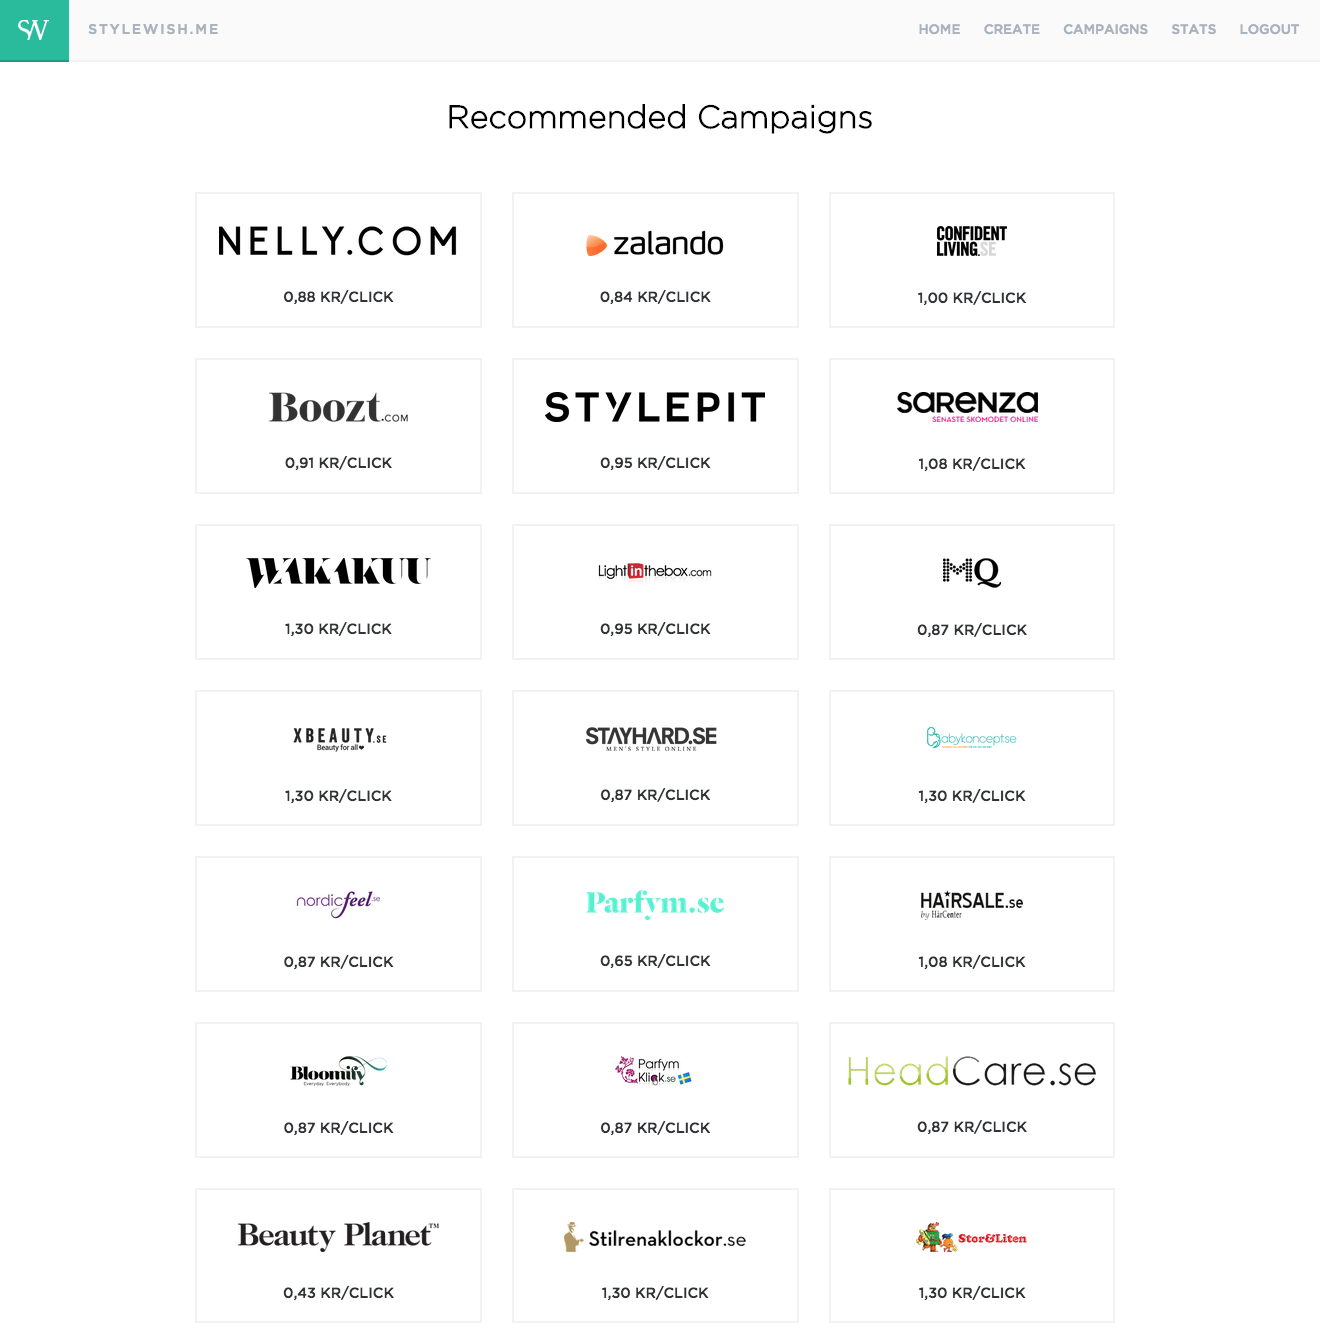 SW
STYLEWISH.ME
HOME CREATE CAMPAIGNS STATS LOGOUT
Recommended Campaigns
NELLY.COM
0,88 KR/CLICK
zalando
0,84 KR/CLICK
CONFIDENT
LIVING.SE
1,00 KR/CLICK
Boozt.COM
0,91 KR/CLICK
STYLEPIT
0,95 KR/CLICK
sarenza
SENASTE SKOMODET ONLINE
1,08 KR/CLICK
WAKAKUU
1,30 KR/CLICK
Lightinthebox.com
0,95 KR/CLICK
MQ
0,87 KR/CLICK
XBEAUTY.SE
Beauty for all
1,30 KR/CLICK
STAYHARD.SE
MEN'S STYLE ONLINE
0,87 KR/CLICK
Babykoncept.se
1,30 KR/CLICK
nordicfeel.se
0,87 KR/CLICK
Parfym.se
0,65 KR/CLICK
HAIRSALE.se
by HårCenter
1,08 KR/CLICK
Bloomify
Everyday. Everybody.
0,87 KR/CLICK
Parfym
Klick.se
0,87 KR/CLICK
HeadCare.se
0,87 KR/CLICK
Beauty Planet™
0,43 KR/CLICK
Stilrenaklockor.se
1,30 KR/CLICK
Stor&Liten
1,30 KR/CLICK